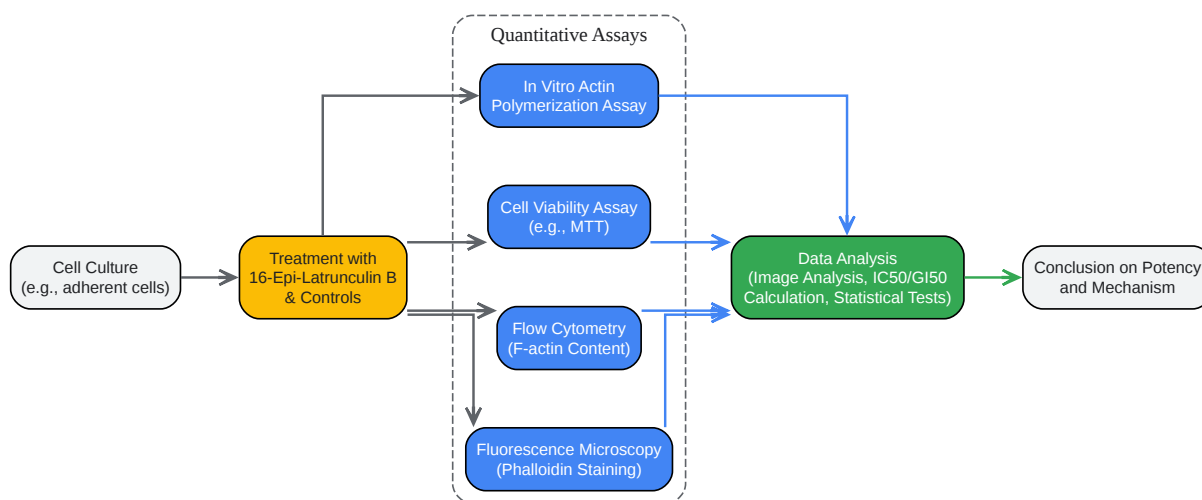 Quantitative Assays
In Vitro Actin
Polymerization Assay
Cell Viability Assay
(e.g., MTT)
Cell Culture
(e.g., adherent cells)
Treatment with
16-Epi-Latrunculin B
& Controls
Data Analysis
(Image Analysis, IC50/GI50
Calculation, Statistical Tests)
Conclusion on Potency
and Mechanism
Flow Cytometry
(F-actin Content)
Fluorescence Microscopy
(Phalloidin Staining)